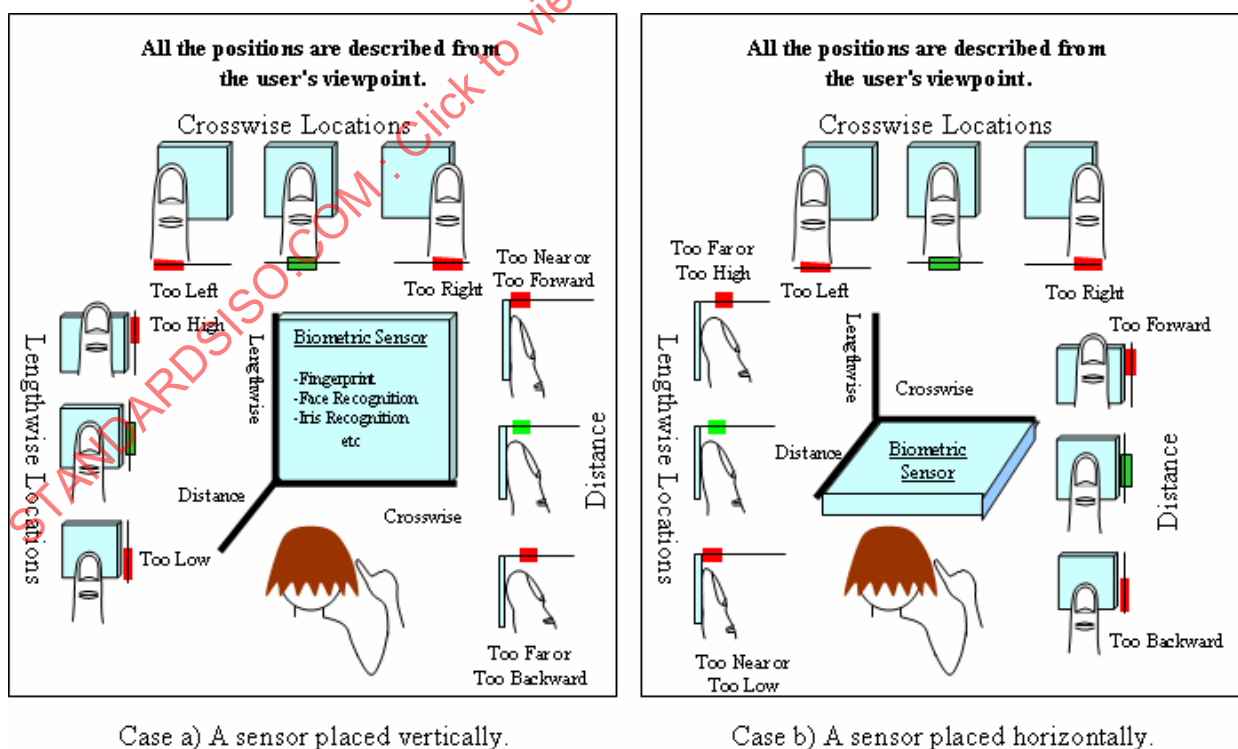 All the positions are described from
the user's viewpoint.
Crosswise Locations
Too Left
Too Right
Too Near or
Too Forward
Lengthwise Locations
Too High
Too Low
Lengthwise
Biometric Sensor
-Fingerprint
-Face Recognition
-Iris Recognition
etc
Distance
Crosswise
Distance
Too Far or
Too Backward
Case a) A sensor placed vertically.
All the positions are described from
the user's viewpoint.
Crosswise Locations
Too Far or
Too High
Too Left
Too Right
Lengthwise Locations
Lengthwise
Crosswise
Distance
Biometric
Sensor
Too Forward
Distance
Too Near or
Too Low
Too Backward
Case b) A sensor placed horizontally.
STANDARDSISO.COM : Click to vie